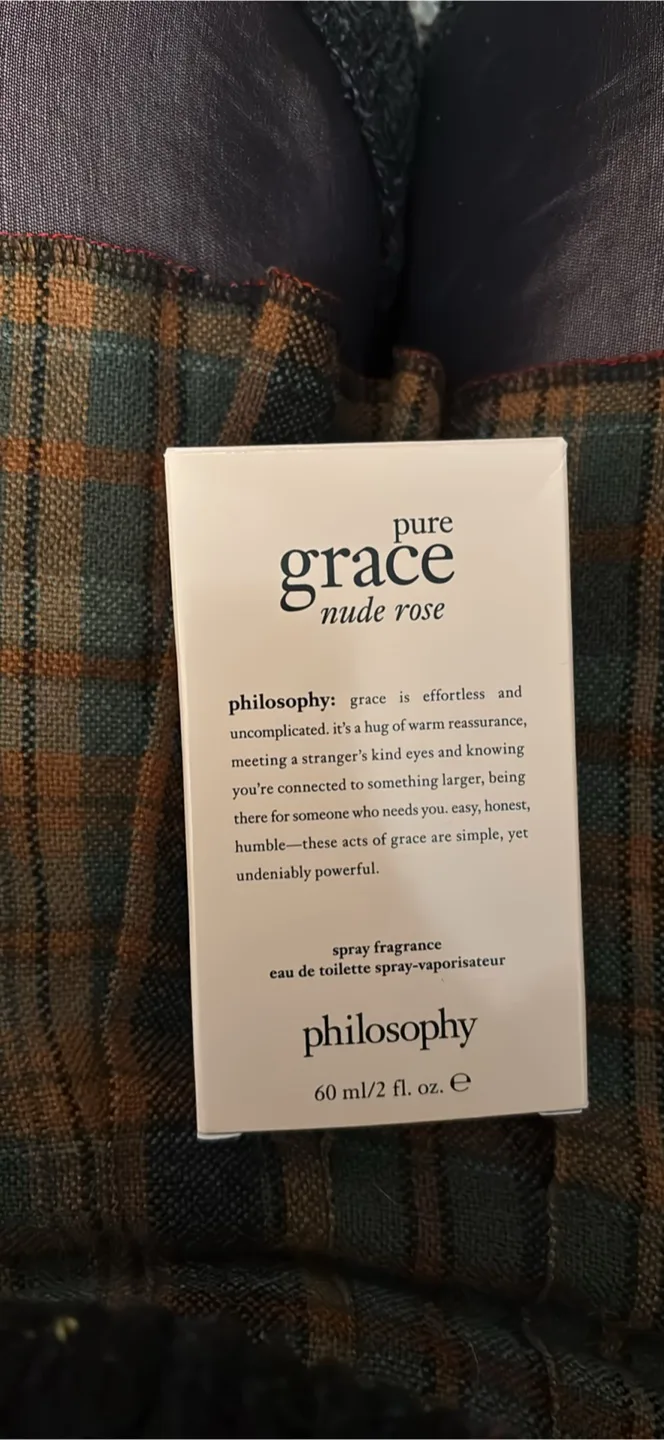 pure
grace
nude rose
philosophy: grace is effortless and
uncomplicated. it's a hug of warm reassurance,
meeting a stranger's kind eyes and knowing
you're connected to something larger, being
there for someone who needs you. easy, honest,
humble—these acts of grace are simple, yet
undeniably powerful.
spray fragrance
eau de toilette spray-vaporisateur
philosophy
60 ml/2 fl. oz. ℮